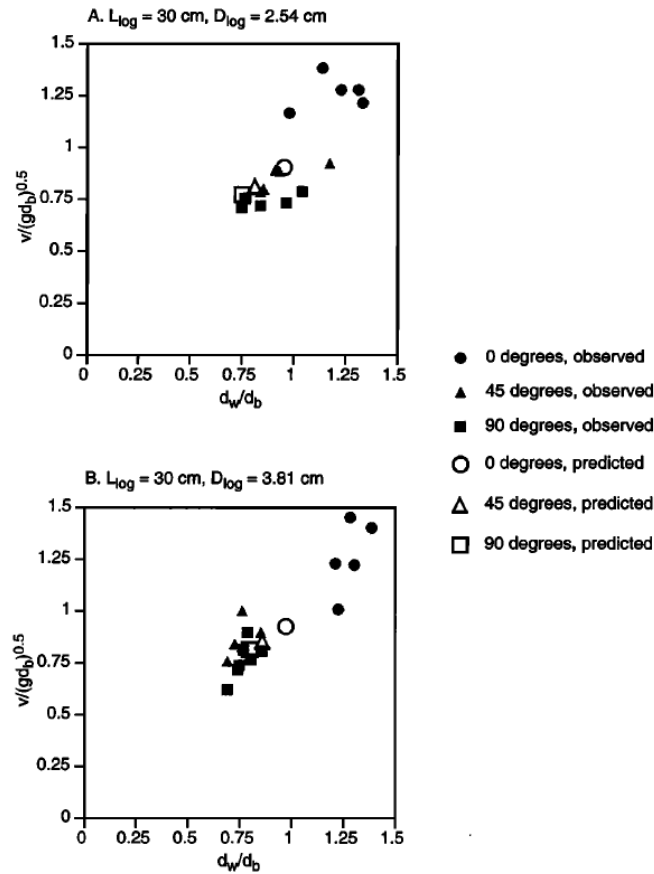 A. Llog = 30 cm, Dlog = 2.54 cm
1.5
1.25
1
0.75
0.5
0.25
0
v/(gdb)0.5
0 0.25 0.5 0.75 1 1.25 1.5
dw/db
0 degrees, observed
45 degrees, observed
90 degrees, observed
0 degrees, predicted
45 degrees, predicted
90 degrees, predicted
B. Llog = 30 cm, Dlog = 3.81 cm
1.5
1.25
1
0.75
0.5
0.25
0
v/(gdb)0.5
0 0.25 0.5 0.75 1 1.25 1.5
dw/db